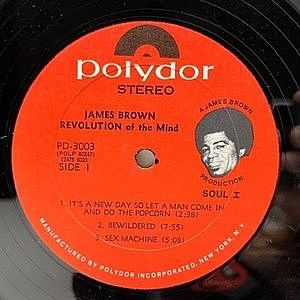 polydor
STEREO
JAMES BROWN
REVOLUTION of the Mind
PD-3003
SIDE 1
A JAMES BROWN
PRODUCTION
SOUL I
1. IT'S A NEW DAY, SO LET A MAN COME IN
AND DO THE POPCORN (2:38)
2. BEWILDERED (7:55)
3. SEX MACHINE (5:08)
MANUFACTURED BY POLYDOR INCORPORATED, NEW YORK, N.Y.